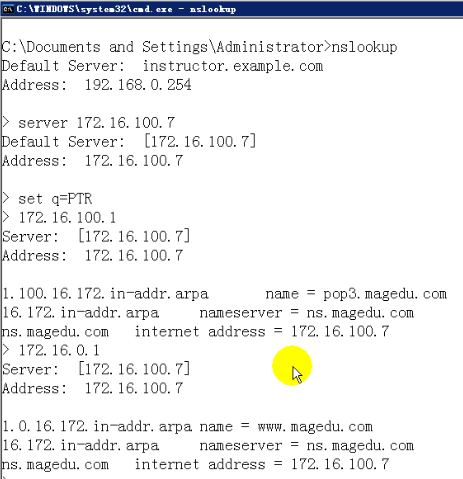 C:\WINDOWS\system32\cmd.exe - nslookup
C:\Documents and Settings\Administrator>nslookup
Default Server:  instructor.example.com
Address:  192.168.0.254
> server 172.16.100.7
Default Server:  [172.16.100.7]
Address:  172.16.100.7
> set q=PTR
> 172.16.100.1
Server:  [172.16.100.7]
Address:  172.16.100.7
1.100.16.172.in-addr.arpa       name = pop3.magedu.com
16.172.in-addr.arpa     nameserver = ns.magedu.com
ns.magedu.com   internet address = 172.16.100.7
> 172.16.0.1
Server:  [172.16.100.7]
Address:  172.16.100.7
1.0.16.172.in-addr.arpa name = www.magedu.com
16.172.in-addr.arpa     nameserver = ns.magedu.com
ns.magedu.com   internet address = 172.16.100.7